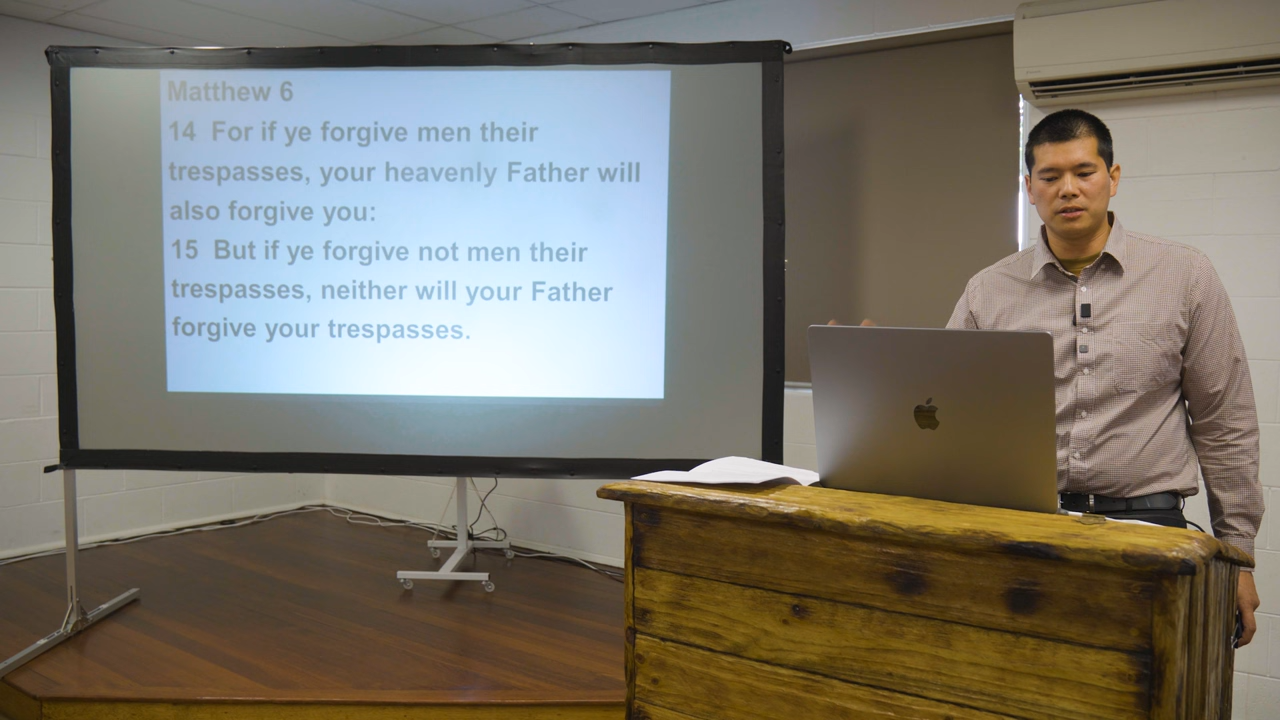 Matthew 6
14 For if ye forgive men their
trespasses, your heavenly Father will
also forgive you:
15 But if ye forgive not men their
trespasses, neither will your Father
forgive your trespasses.